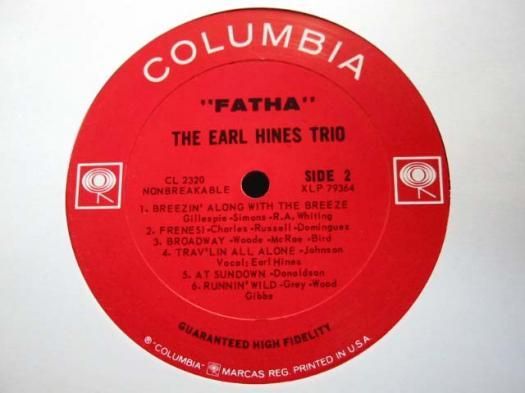 COLUMBIA
"FATHA"
THE EARL HINES TRIO
CL 2320
NONBREAKABLE
SIDE 2
XLP 79364
1. BREEZIN' ALONG WITH THE BREEZE
Gillespie-Simons-R.A. Whiting
2. FRENESI-Charles-Russell-Dominguez
3. BROADWAY-Woode-McRae-Bird
4. TRAV'LIN ALL ALONE-Johnson
Vocal: Earl Hines
5. AT SUNDOWN-Donaldson
6. RUNNIN' WILD-Grey-Wood
Gibbs
GUARANTEED HIGH FIDELITY
® "COLUMBIA" MARCAS REG. PRINTED IN U.S.A.